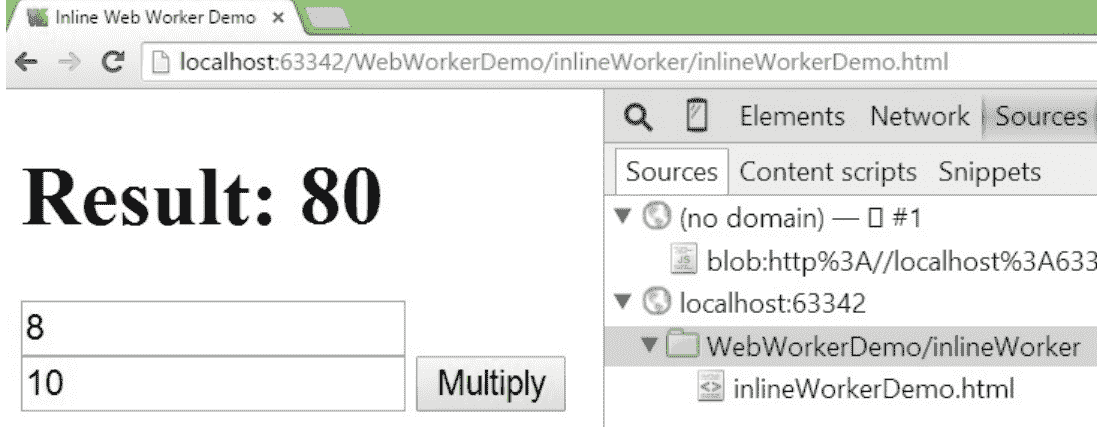 Inline Web Worker Demo ×
localhost:63342/WebWorkerDemo/inlineWorker/inlineWorkerDemo.html
Elements Network Sources
Sources Content scripts Snippets
Result: 80
(no domain) — #1
JS blob:http%3A//localhost%3A633
localhost:63342
8
WebWorkerDemo/inlineWorker
10 Multiply
inlineWorkerDemo.html